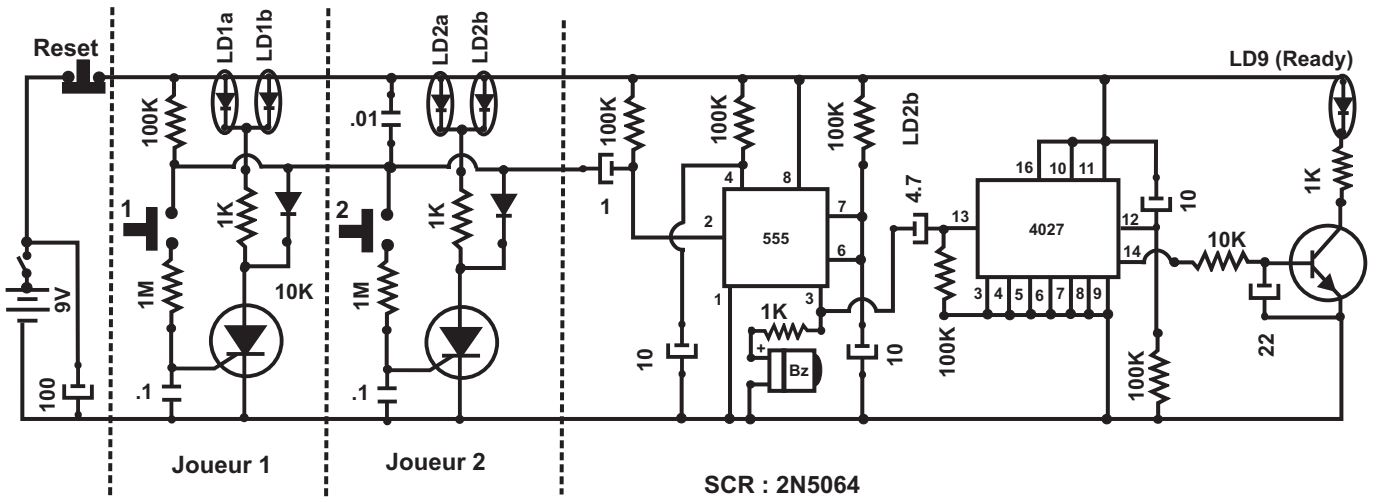 Reset
LD1a
LD1b
LD2a
LD2b
LD9 (Ready)
100K
.01
100K
100K
100K
LD2b
1K
4
8
16
10
11
1
1K
2
1K
1
2
555
7
4.7
13
4027
12
10
6
14
10K
9V
1M
10K
1M
1
3
3
4
5
6
7
8
9
1K
100
.1
.1
10
+
Bz
10
100K
22
100K
Joueur 1
Joueur 2
SCR : 2N5064